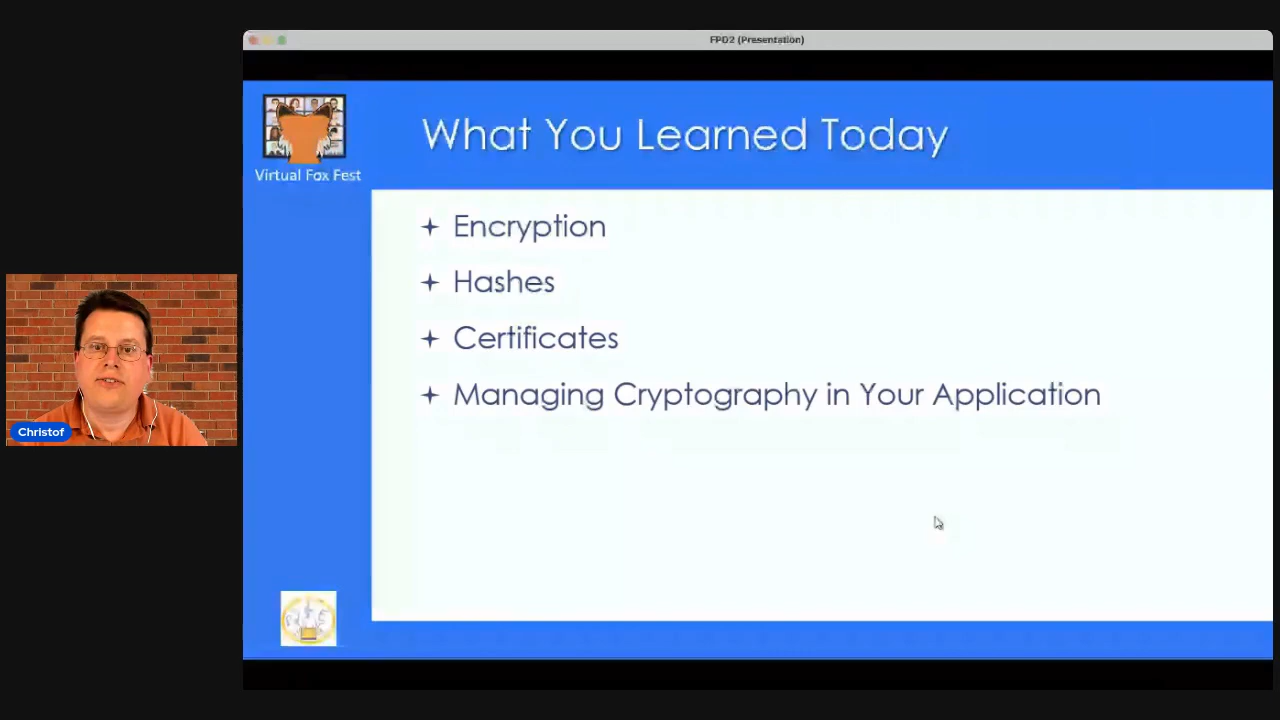 FPD2 (Presentation)
What You Learned Today
Virtual Fox Fest
Encryption
Hashes
Certificates
Managing Cryptography in Your Application
Christof